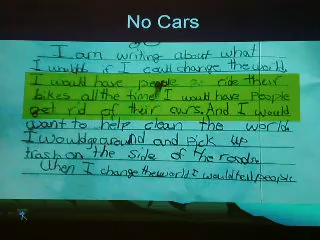 No Cars
I am writing about what
I would if I could change the world.
I would have people ride their
bikes all the time. I would have People
get rid of their cars. And I would
want to help clean the world.
I would go around and pick up
trash on the side of the roads.
When I change the world I would tell people